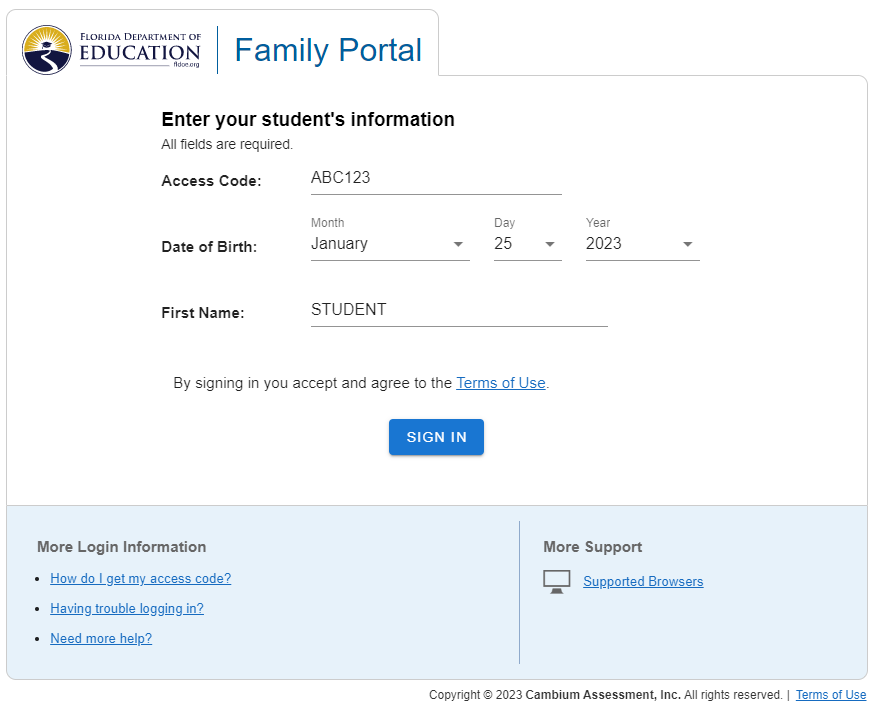 FLORIDA DEPARTMENT OF
EDUCATION
fldoe.org
Family Portal
Enter your student's information
All fields are required.
Access Code: ABC123
Month Day Year
Date of Birth: January 25 2023
First Name: STUDENT
By signing in you accept and agree to the Terms of Use.
SIGN IN
More Login Information
How do I get my access code?
Having trouble logging in?
Need more help?
More Support
Supported Browsers
Copyright © 2023 Cambium Assessment, Inc. All rights reserved. | Terms of Use